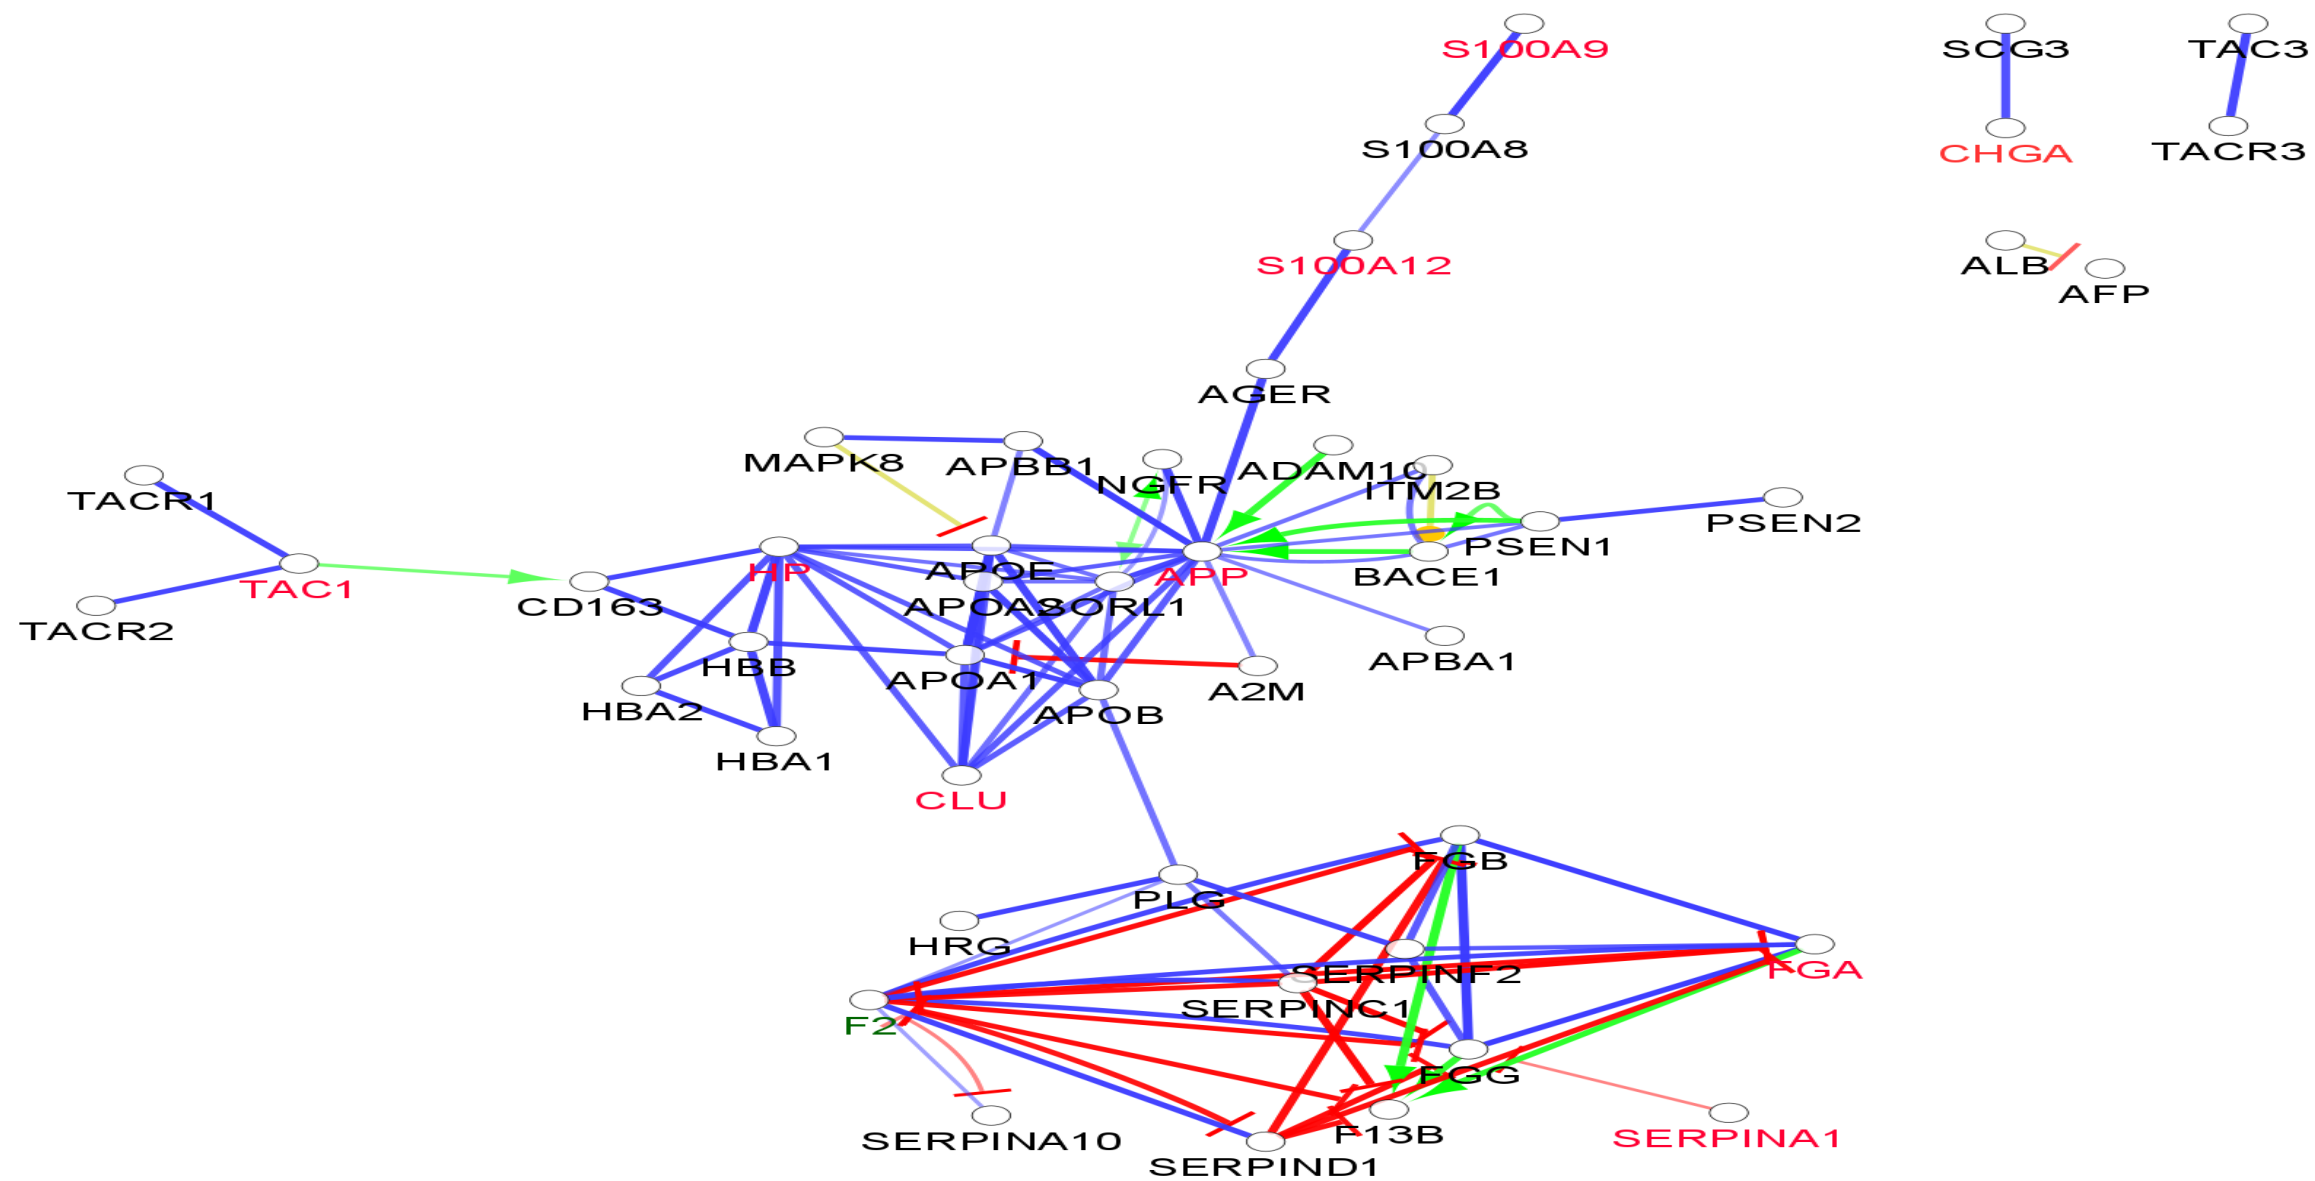 S100A9
SCG3
TAC3
S100A8
CHGA
TACR3
S100A12
ALB
AFP
AGER
MAPK8
APBB1
NGFR
ADAM10
ITM2B
TACR1
PSEN2
PSEN1
HP
APOE
APP
BACE1
TAC1
CD163
APOA2
SORL1
TACR2
HBB
APBA1
APOA1
A2M
HBA2
APOB
HBA1
CLU
FGB
PLG
HRG
SERPINF2
FGA
SERPINC1
F2
FGG
F13B
SERPINA10
SERPINA1
SERPIND1